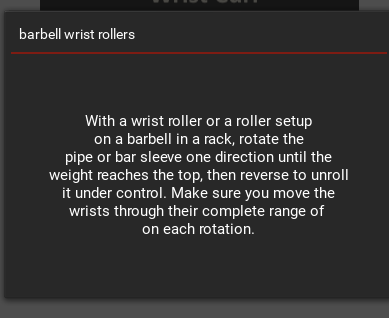 Wrist Curl
barbell wrist rollers
With a wrist roller or a roller setup
on a barbell in a rack, rotate the
pipe or bar sleeve one direction until the
weight reaches the top, then reverse to unroll
it under control. Make sure you move the
wrists through their complete range of
on each rotation.